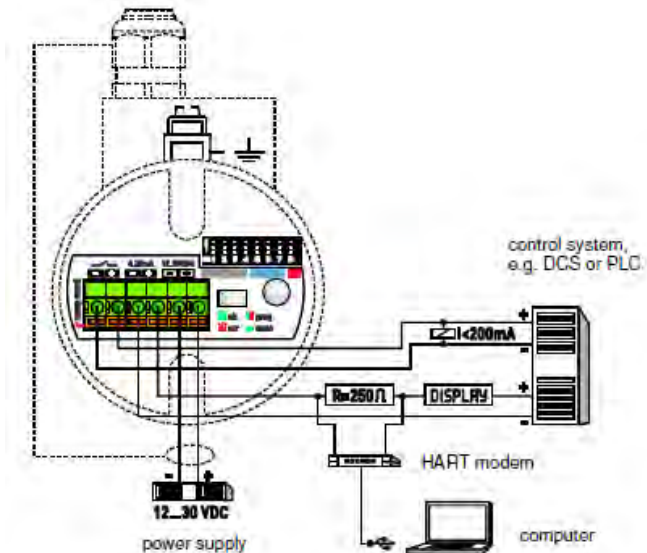 4..20mA
control system,
e.g. DCS or PLC
+
I<200mA
-
R=250Ω
DISPLAY
+
-
HART modem
- +
12...30 VDC
power supply
computer